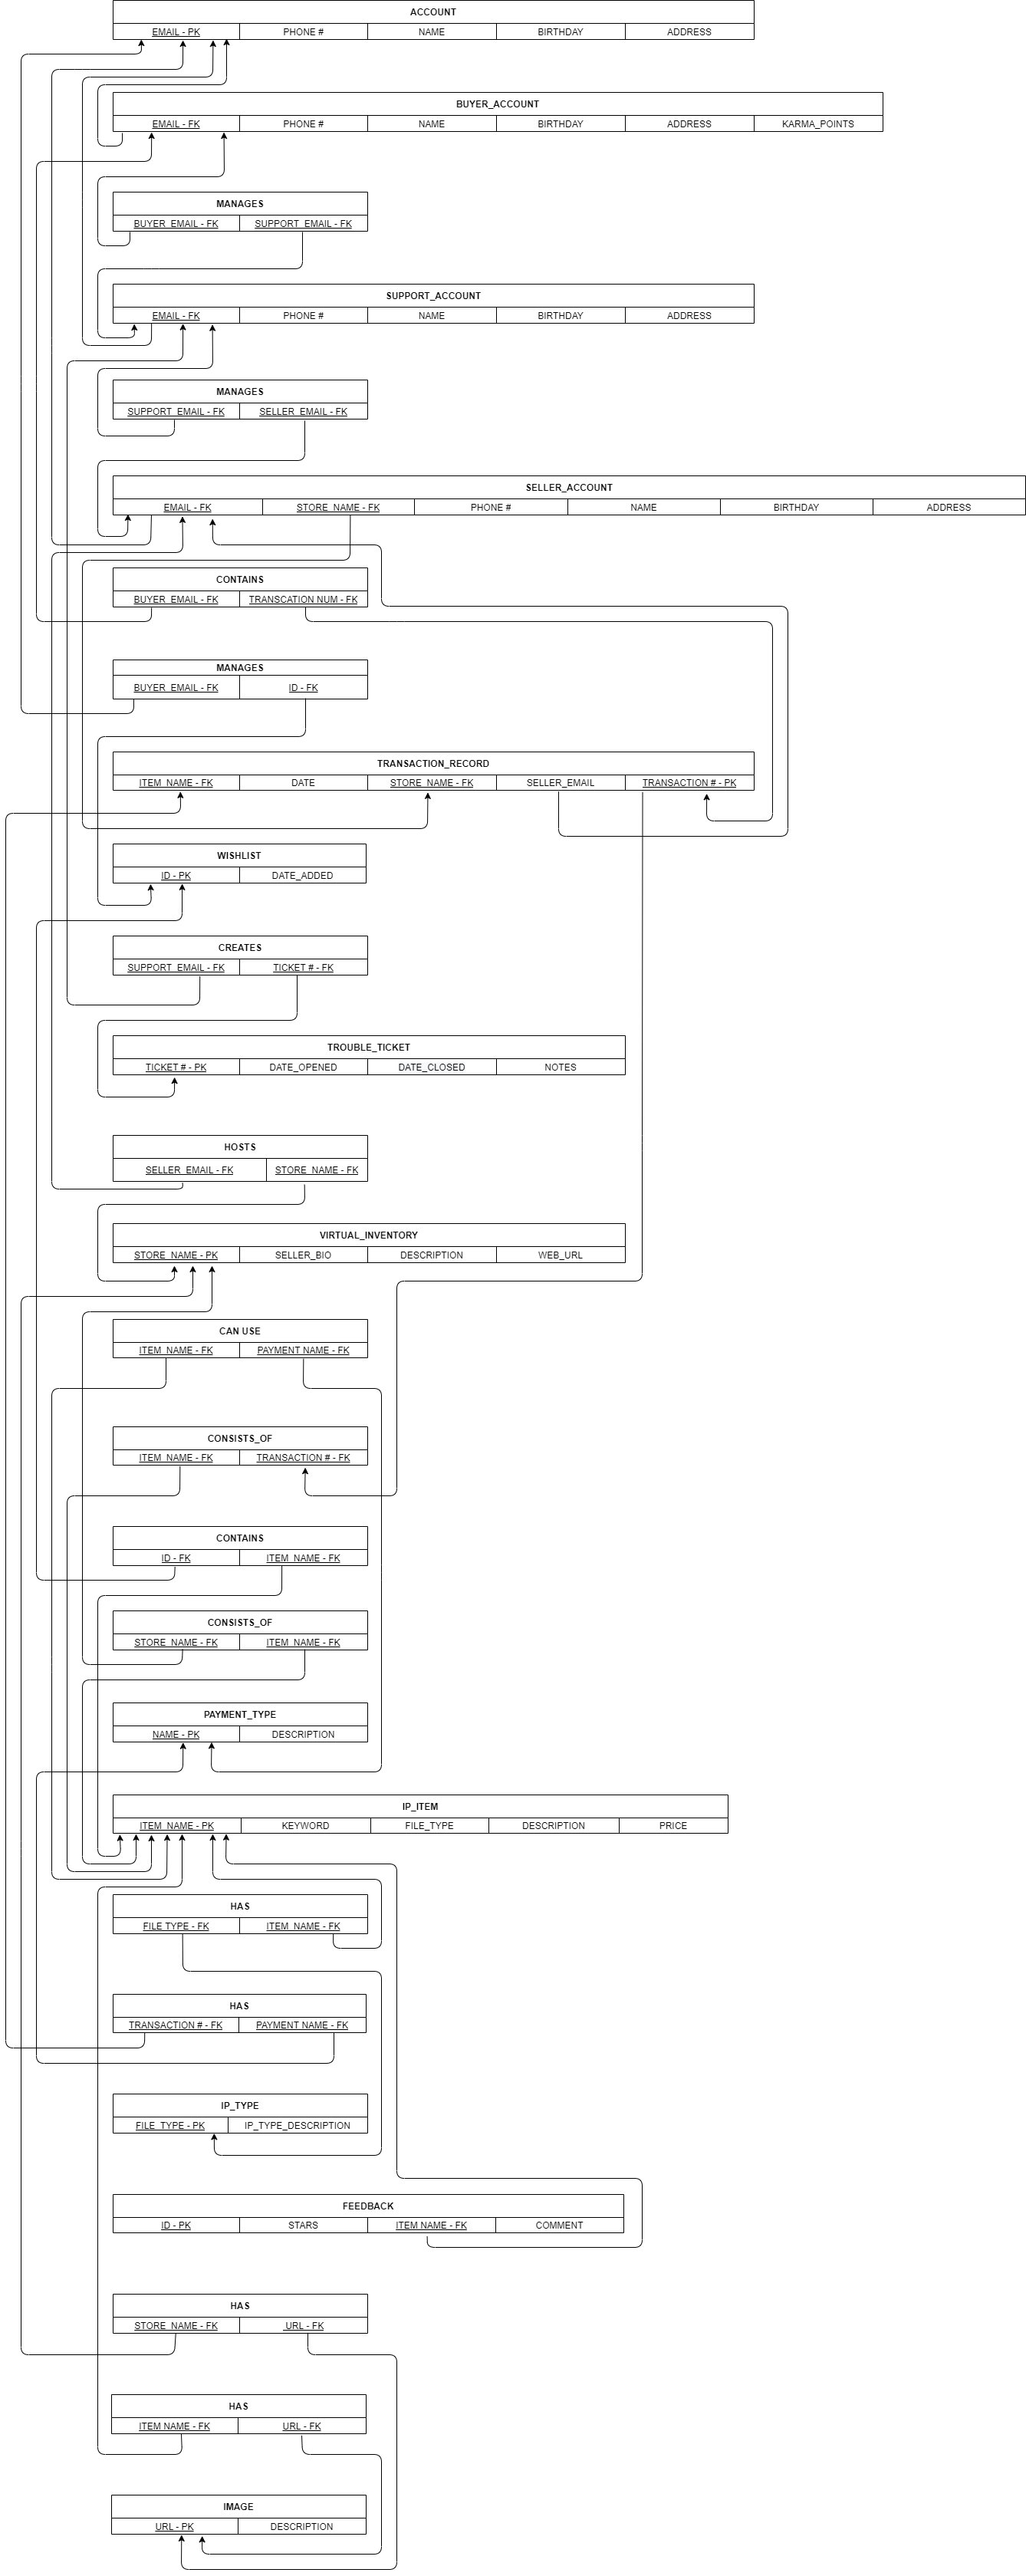 ACCOUNT
EMAIL - PK PHONE # NAME BIRTHDAY ADDRESS
BUYER_ACCOUNT
EMAIL - FK PHONE # NAME BIRTHDAY ADDRESS KARMA_POINTS
MANAGES
BUYER_EMAIL - FK SUPPORT_EMAIL - FK
SUPPORT_ACCOUNT
EMAIL - FK PHONE # NAME BIRTHDAY ADDRESS
MANAGES
SUPPORT_EMAIL - FK SELLER_EMAIL - FK
SELLER_ACCOUNT
EMAIL - FK STORE_NAME - FK PHONE # NAME BIRTHDAY ADDRESS
CONTAINS
BUYER_EMAIL - FK TRANSCATION NUM - FK
MANAGES
BUYER_EMAIL - FK ID - FK
TRANSACTION_RECORD
ITEM_NAME - FK DATE STORE_NAME - FK SELLER_EMAIL TRANSACTION # - PK
WISHLIST
ID - PK DATE_ADDED
CREATES
SUPPORT_EMAIL - FK TICKET # - FK
TROUBLE_TICKET
TICKET # - PK DATE_OPENED DATE_CLOSED NOTES
HOSTS
SELLER_EMAIL - FK STORE_NAME - FK
VIRTUAL_INVENTORY
STORE_NAME - PK SELLER_BIO DESCRIPTION WEB_URL
CAN USE
ITEM_NAME - FK PAYMENT NAME - FK
CONSISTS_OF
ITEM_NAME - FK TRANSACTION # - FK
CONTAINS
ID - FK ITEM_NAME - FK
CONSISTS_OF
STORE_NAME - FK ITEM_NAME - FK
PAYMENT_TYPE
NAME - PK DESCRIPTION
IP_ITEM
ITEM_NAME - PK KEYWORD FILE_TYPE DESCRIPTION PRICE
HAS
FILE TYPE - FK ITEM_NAME - FK
HAS
TRANSACTION # - FK PAYMENT NAME - FK
IP_TYPE
FILE_TYPE - PK IP_TYPE_DESCRIPTION
FEEDBACK
ID - PK STARS ITEM NAME - FK COMMENT
HAS
STORE_NAME - FK URL - FK
HAS
ITEM NAME - FK URL - FK
IMAGE
URL - PK DESCRIPTION